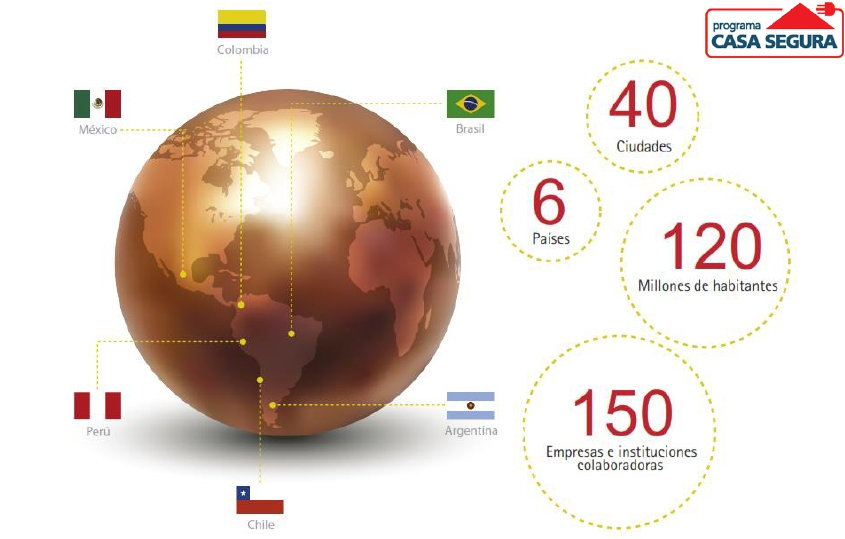 programa
CASA SEGURA
Colombia
México
Brasil
40
Ciudades
6
Paises
120
Millones de habitantes
Perú
Argentina
Chile
150
Empresas e instituciones
colaboradoras